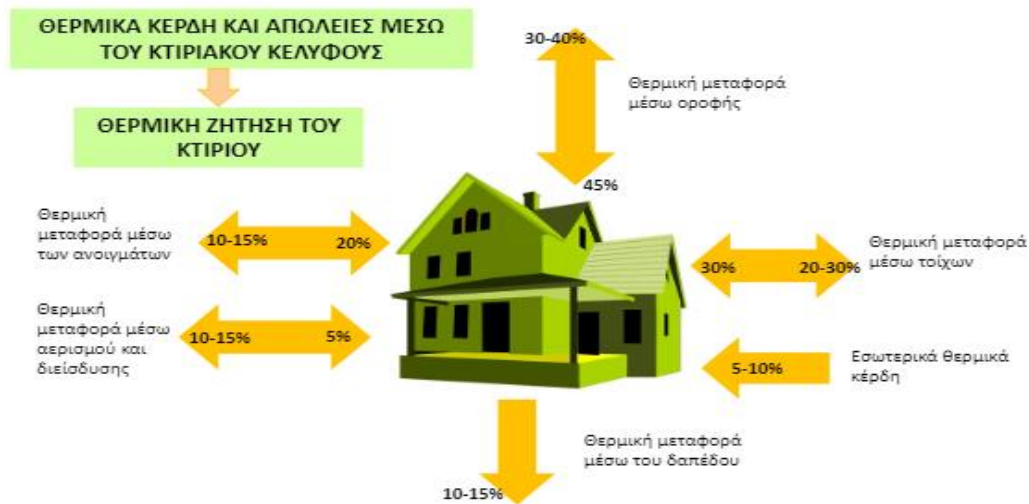 ΘΕΡΜΙΚΑ ΚΕΡΔΗ ΚΑΙ ΑΠΩΛΕΙΕΣ ΜΕΣΩ
ΤΟΥ ΚΤΙΡΙΑΚΟΥ ΚΕΛΥΦΟΥΣ
ΘΕΡΜΙΚΗ ΖΗΤΗΣΗ ΤΟΥ
ΚΤΙΡΙΟΥ
30-40%
Θερμική μεταφορά
μέσω οροφής
45%
Θερμική
μεταφορά μέσω
των ανοιγμάτων
10-15%
20%
30%
20-30%
Θερμική μεταφορά
μέσω τοίχων
Θερμική
μεταφορά μέσω
αερισμού και
διείσδυσης
10-15%
5%
5-10%
Εσωτερικά θερμικά
κέρδη
Θερμική μεταφορά
μέσω του δαπέδου
10-15%